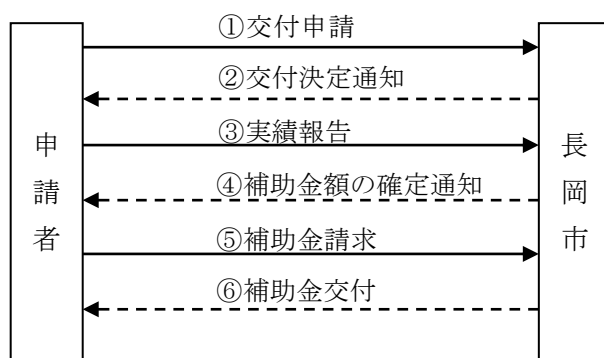 ①交付申請
②交付決定通知
③実績報告
④補助金額の確定通知
⑤補助金請求
⑥補助金交付
申請者
長岡市